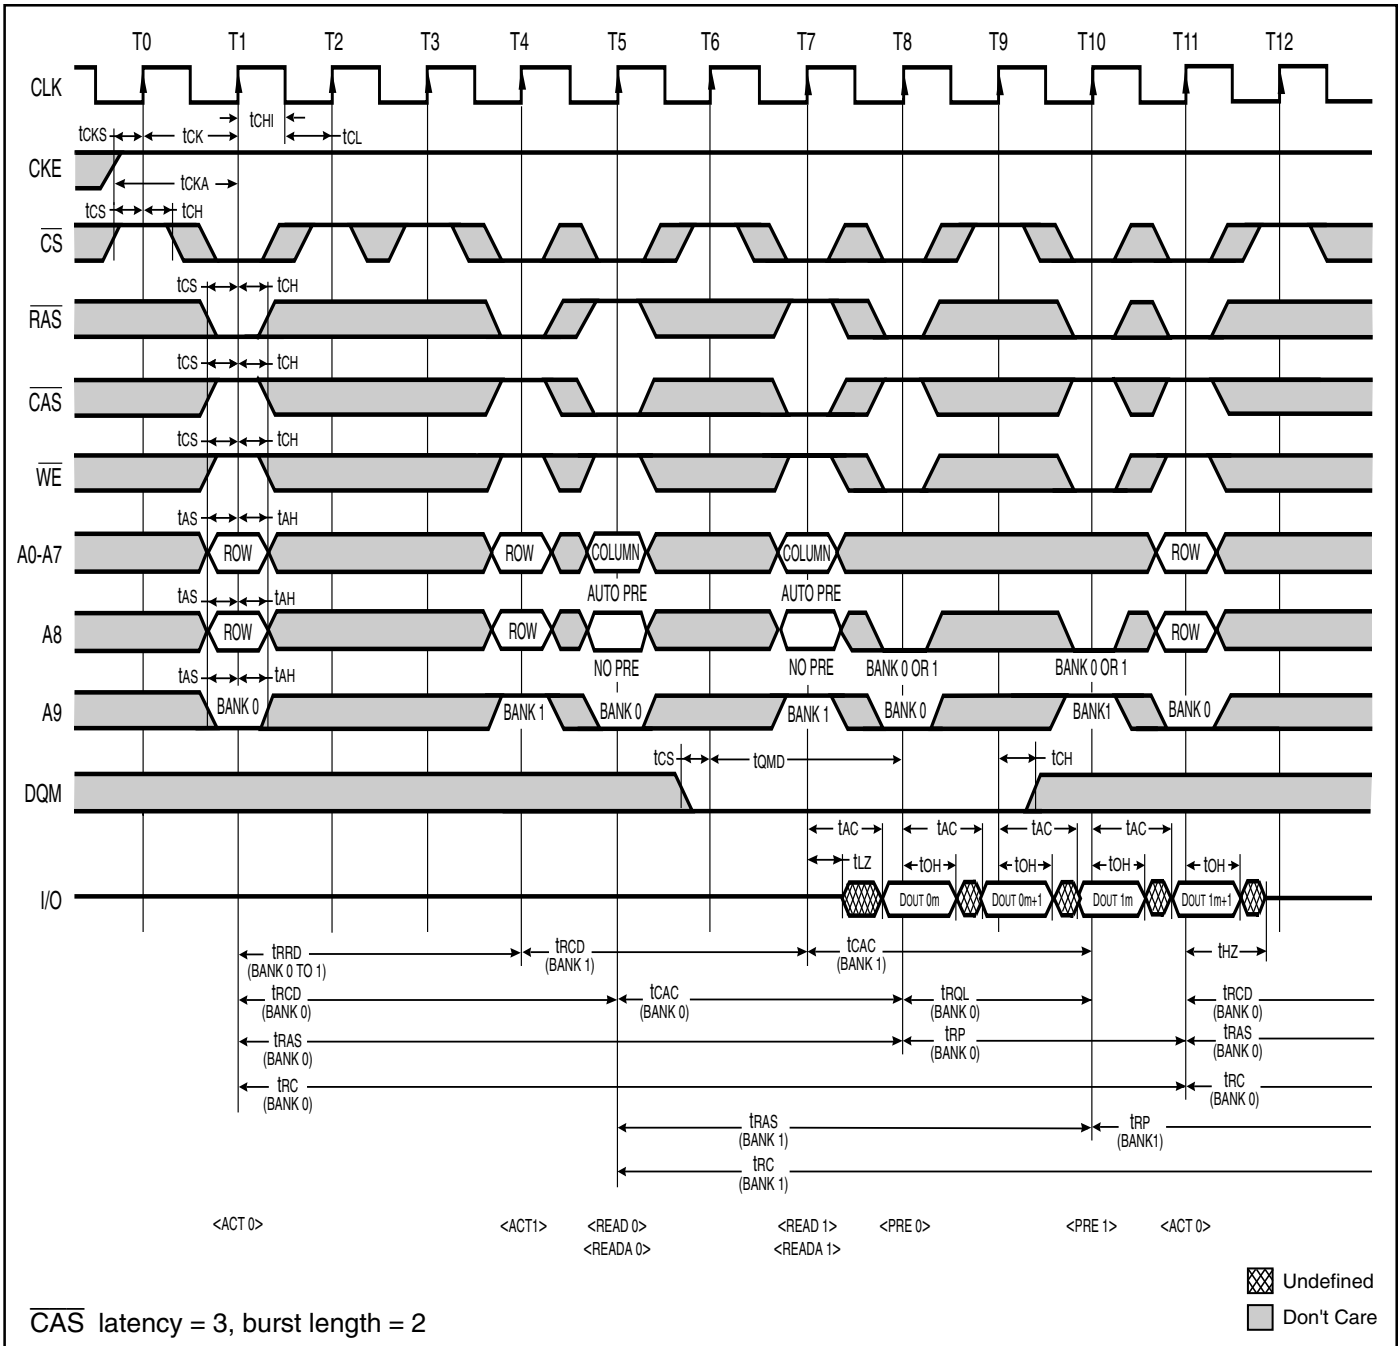 T0 T1 T2 T3 T4 T5 T6 T7 T8 T9 T10 T11 T12
CLK
tCHI
tCKS tCK tCL
CKE
tCKA
tCS tCH
CS
tCS tCH
RAS
tCS tCH
CAS
tCS tCH
WE
tAS tAH
A0-A7 ROW ROW COLUMN COLUMN ROW
AUTO PRE AUTO PRE
tAS tAH
A8 ROW ROW ROW
NO PRE NO PRE BANK 0 OR 1 BANK 0 OR 1
tAS tAH
A9 BANK 0 BANK 1 BANK 0 BANK 1 BANK 0 BANK1 BANK 0
tCS tQMD tCH
DQM
tAC tAC tAC tAC
tLZ tOH tOH tOH tOH
I/O DOUT 0m DOUT 0m+1 DOUT 1m DOUT 1m+1
tRRD tRCD tCAC tHZ
(BANK 0 TO 1) (BANK 1) (BANK 1)
tRCD tCAC tRQL tRCD
(BANK 0) (BANK 0) (BANK 0) (BANK 0)
tRAS tRP tRAS
(BANK 0) (BANK 0) (BANK 0)
tRC tRC
(BANK 0) (BANK 0)
tRAS tRP
(BANK 1) (BANK1)
tRC
(BANK 1)
<ACT 0> <ACT1> <READ 0> <READ 1> <PRE 0> <PRE 1> <ACT 0>
<READA 0> <READA 1>
Undefined
Don't Care
CAS latency = 3, burst length = 2